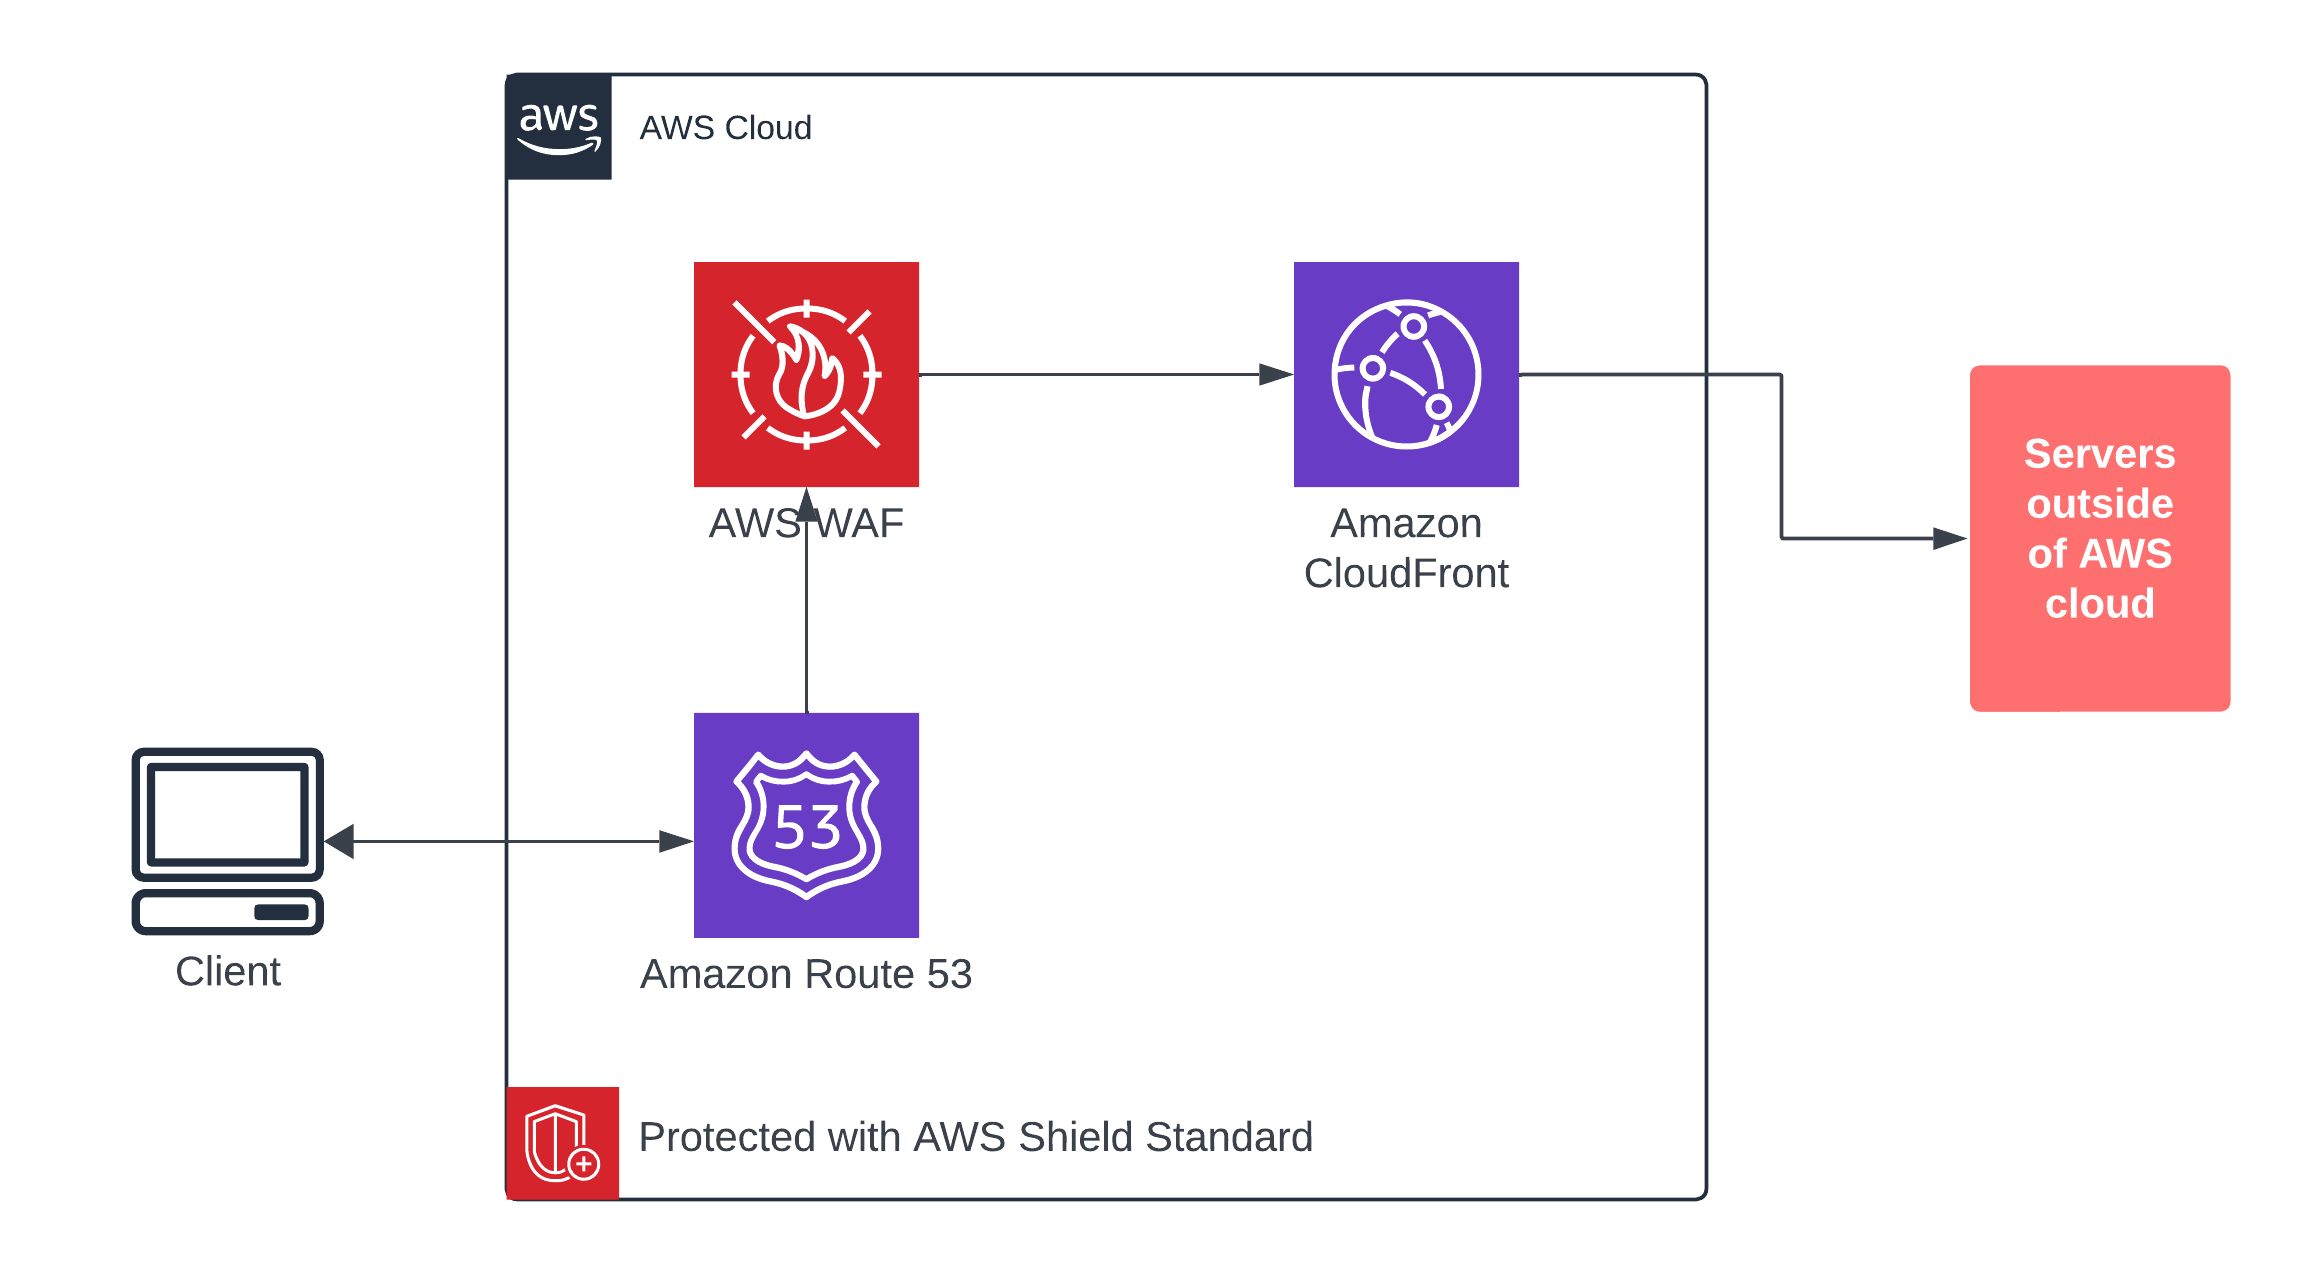 aws
AWS Cloud
AWS WAF
Amazon
CloudFront
Servers
outside
of AWS
cloud
53
Client
Amazon Route 53
Protected with AWS Shield Standard